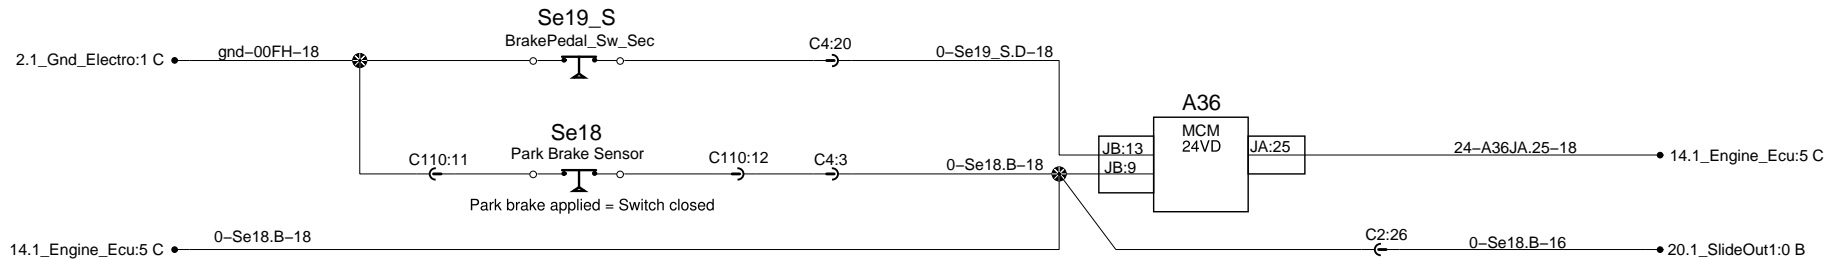 Se19_S
BrakePedal_Sw_Sec
2.1_Gnd_Electro:1 C
gnd-00FH-18
C4:20
0-Se19_S.D-18
A36
MCM
24VD
JB:13
JB:9
JA:25
24-A36JA.25-18
14.1_Engine_Ecu:5 C
Se18
Park Brake Sensor
C110:11
C110:12
C4:3
0-Se18.B-18
Park brake applied = Switch closed
14.1_Engine_Ecu:5 C
0-Se18.B-18
C2:26
0-Se18.B-16
20.1_SlideOut1:0 B